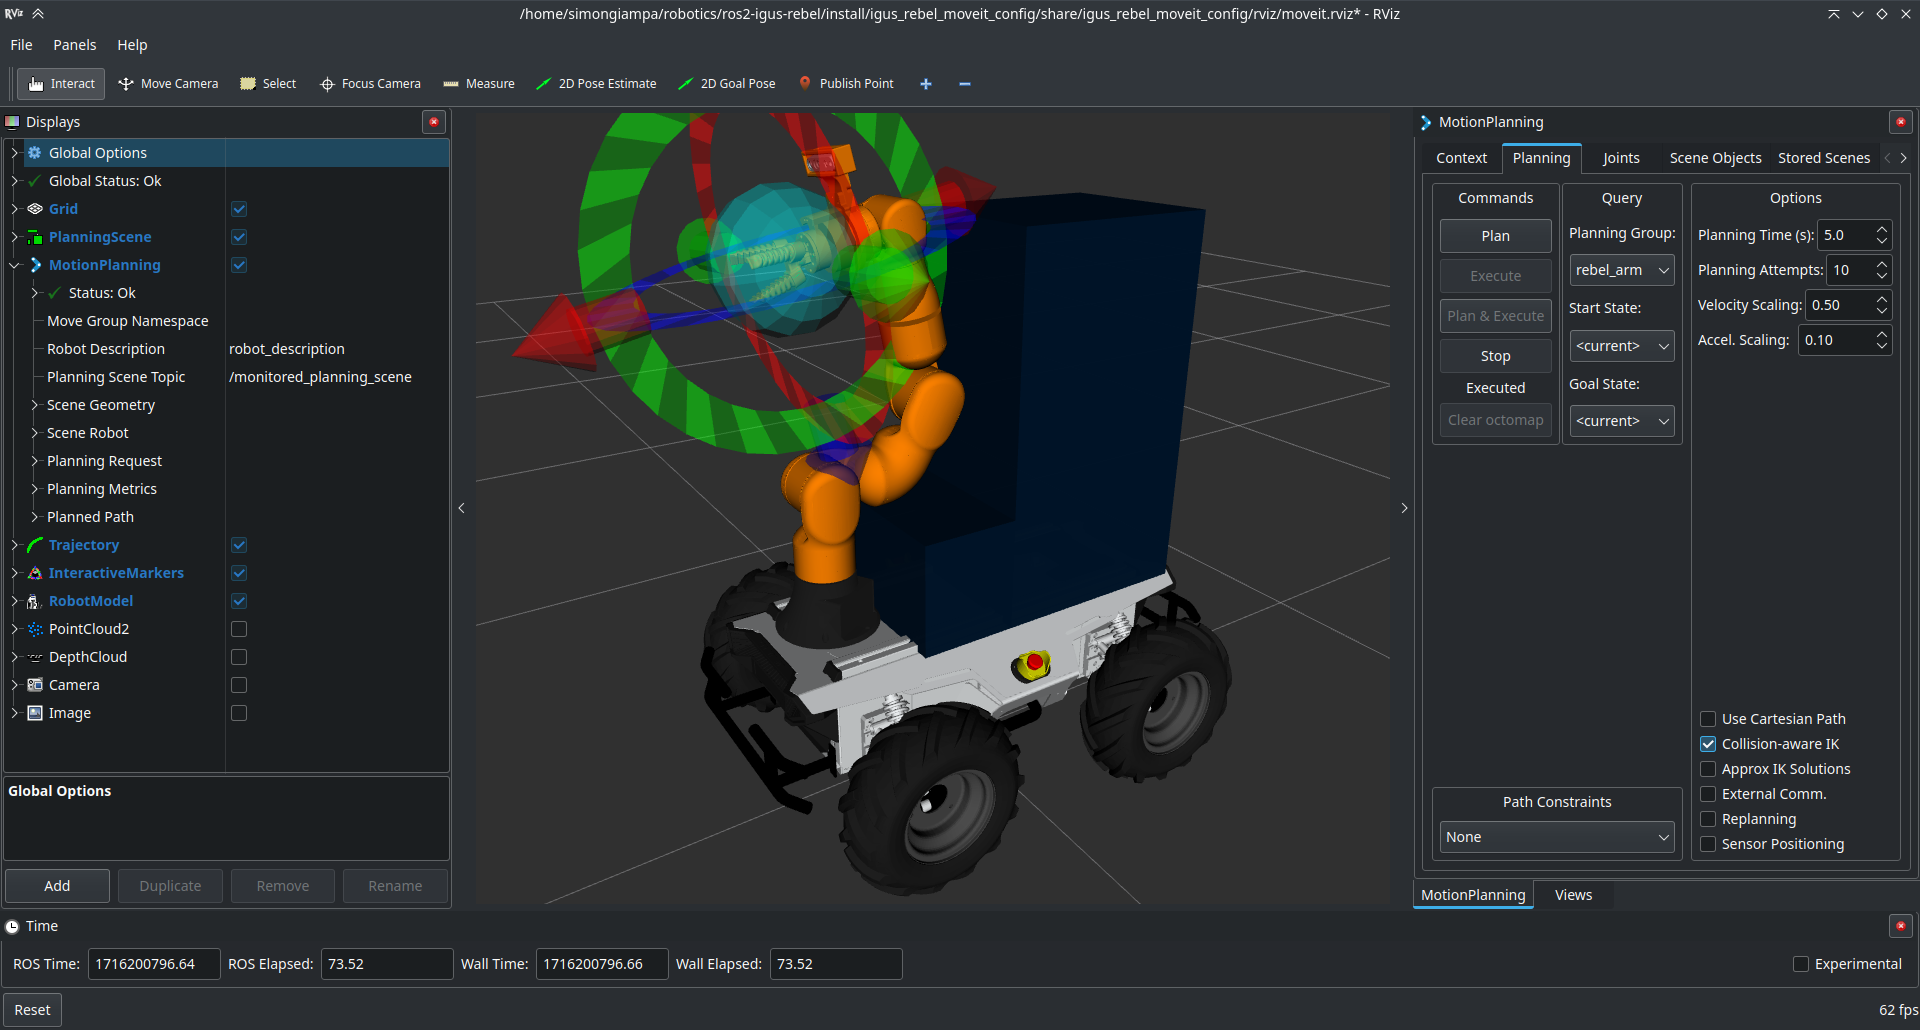 RViz
/home/simongiampa/robotics/ros2-igus-rebel/install/igus_rebel_moveit_config/share/igus_rebel_moveit_config/rviz/moveit.rviz* - RViz
File Panels Help
Interact Move Camera Select Focus Camera Measure 2D Pose Estimate 2D Goal Pose Publish Point
Displays
Global Options
Global Status: Ok
Grid
PlanningScene
MotionPlanning
Status: Ok
Move Group Namespace
Robot Description robot_description
Planning Scene Topic /monitored_planning_scene
Scene Geometry
Scene Robot
Planning Request
Planning Metrics
Planned Path
Trajectory
InteractiveMarkers
RobotModel
PointCloud2
DepthCloud
Camera
Image
Global Options
Add Duplicate Remove Rename
MotionPlanning
Context Planning Joints Scene Objects Stored Scenes
Commands
Plan
Execute
Plan & Execute
Stop
Executed
Clear octomap
Query
Planning Group:
rebel_arm
Start State:
<current>
Goal State:
<current>
Options
Planning Time (s): 5.0
Planning Attempts: 10
Velocity Scaling: 0.50
Accel. Scaling: 0.10
Use Cartesian Path
Collision-aware IK
Approx IK Solutions
External Comm.
Replanning
Sensor Positioning
Path Constraints
None
MotionPlanning Views
Time
ROS Time: 1716200796.64 ROS Elapsed: 73.52 Wall Time: 1716200796.66 Wall Elapsed: 73.52 Experimental
Reset 62 fps